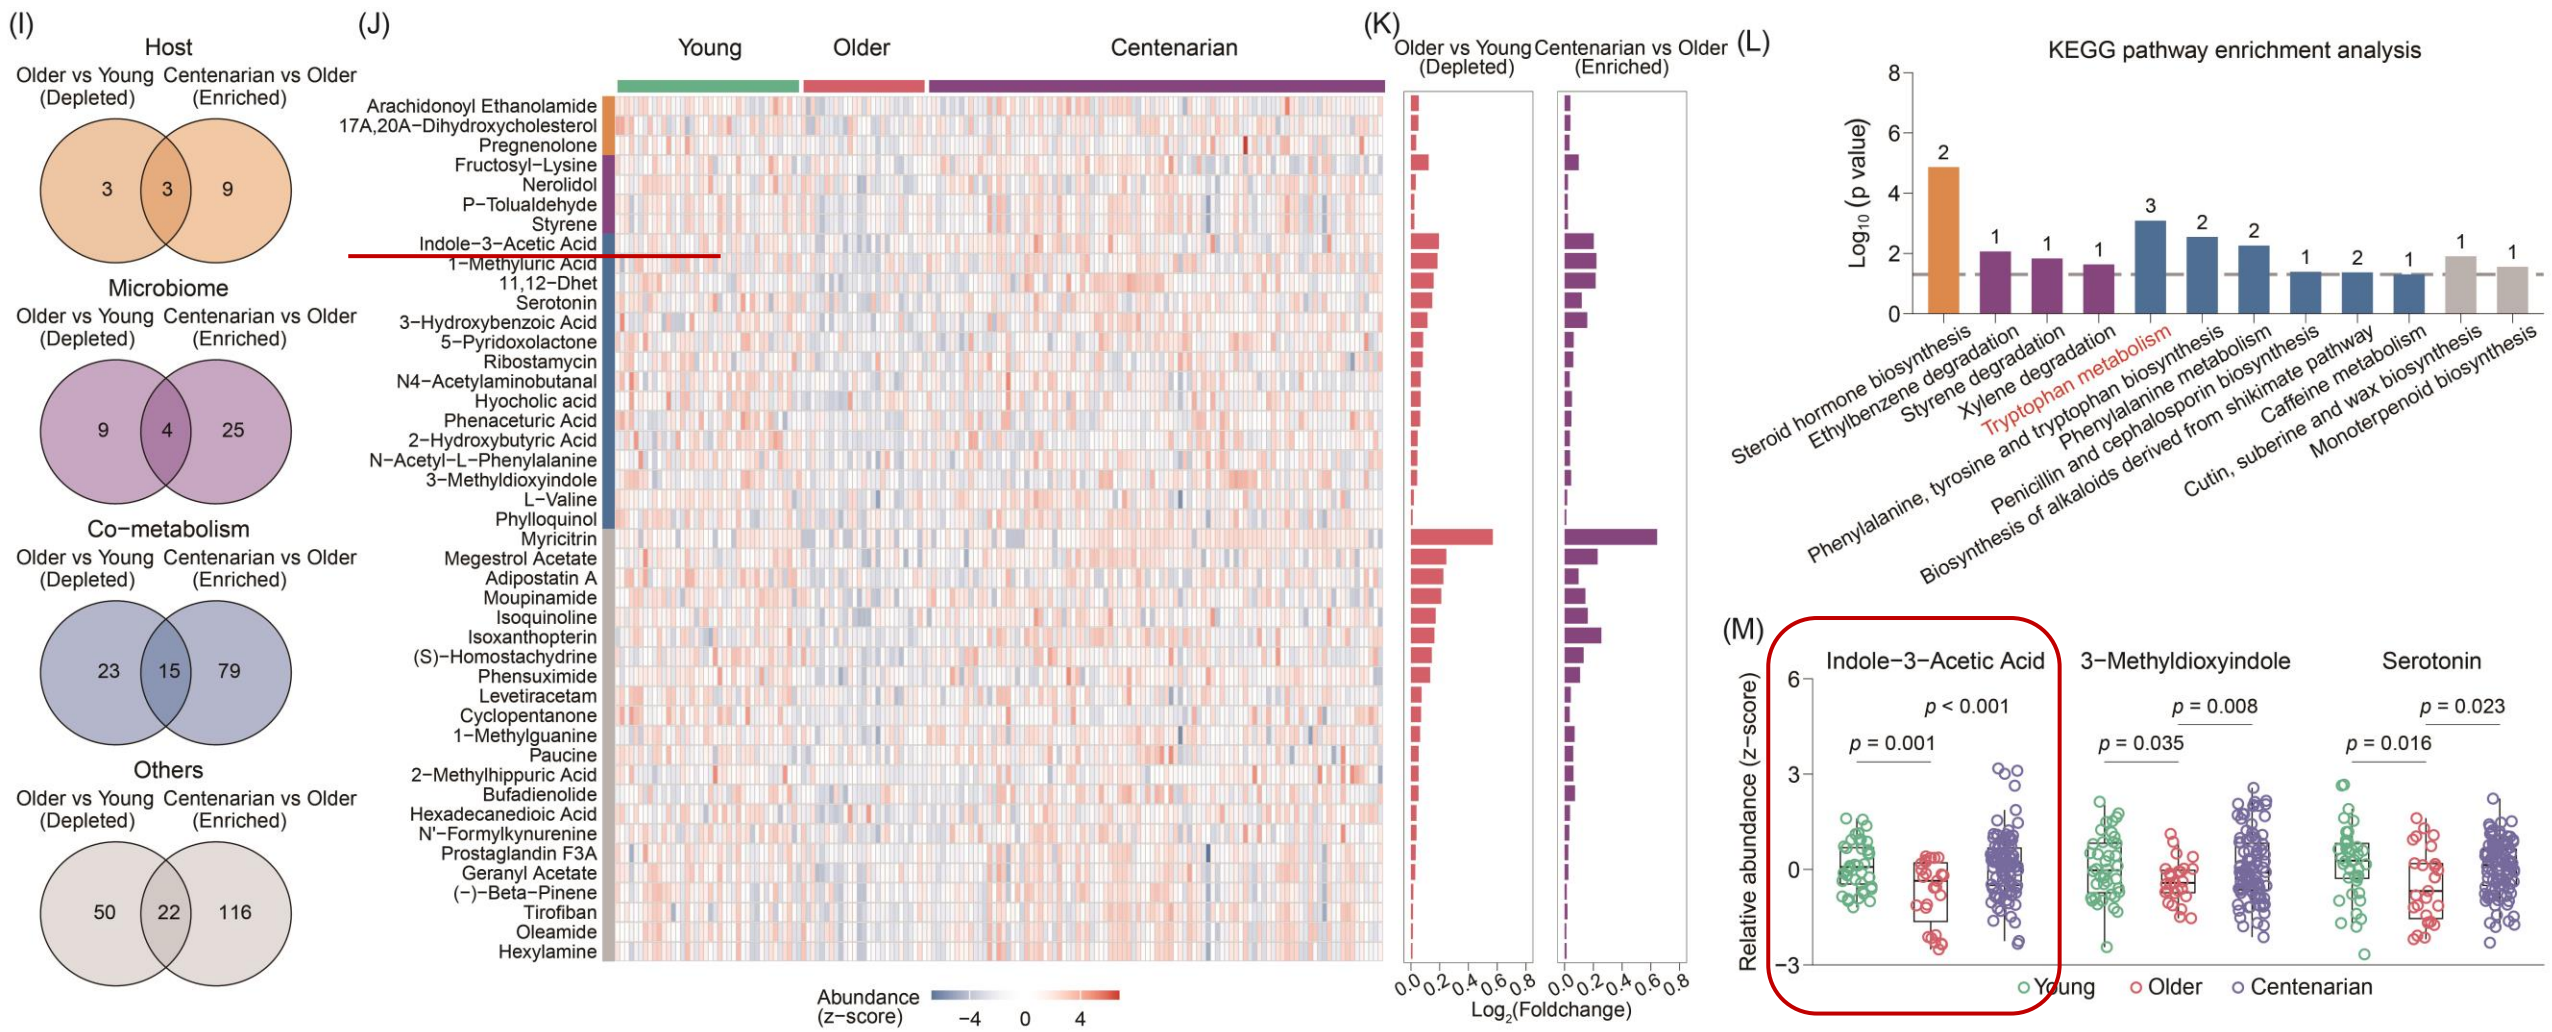 (I)
Host
Older vs Young Centenarian vs Older
(Depleted) (Enriched)
3 3 9
Microbiome
Older vs Young Centenarian vs Older
(Depleted) (Enriched)
9 4 25
Co−metabolism
Older vs Young Centenarian vs Older
(Depleted) (Enriched)
23 15 79
Others
Older vs Young Centenarian vs Older
(Depleted) (Enriched)
50 22 116
(J)
Young Older Centenarian
Arachidonoyl Ethanolamide
17A,20A−Dihydroxycholesterol
Pregnenolone
Fructosyl−Lysine
Nerolidol
P−Tolualdehyde
Styrene
Indole−3−Acetic Acid
1−Methyluric Acid
11,12−Dhet
Serotonin
3−Hydroxybenzoic Acid
5−Pyridoxolactone
Ribostamycin
N4−Acetylaminobutanal
Hyocholic acid
Phenaceturic Acid
2−Hydroxybutyric Acid
N−Acetyl−L−Phenylalanine
3−Methyldioxyindole
L−Valine
Phylloquinol
Myricitrin
Megestrol Acetate
Adipostatin A
Moupinamide
Isoquinoline
Isoxanthopterin
(S)−Homostachydrine
Phensuximide
Levetiracetam
Cyclopentanone
1−Methylguanine
Paucine
2−Methylhippuric Acid
Bufadienolide
Hexadecanedioic Acid
N'−Formylkynurenine
Prostaglandin F3A
Geranyl Acetate
(−)−Beta−Pinene
Tirofiban
Oleamide
Hexylamine
Abundance
(z−score)
−4 0 4
(K)
Older vs Young Centenarian vs Older
(Depleted) (Enriched)
0.0 0.2 0.4 0.6 0.8 0.0 0.2 0.4 0.6 0.8
Log2(Foldchange)
(L)
KEGG pathway enrichment analysis
Log10 (p value)
8
6
4
2
0
2 1 1 1 3 2 2 1 2 1 1 1
Steroid hormone biosynthesis
Ethylbenzene degradation
Styrene degradation
Xylene degradation
Tryptophan metabolism
Phenylalanine, tyrosine and tryptophan biosynthesis
Phenylalanine metabolism
Penicillin and cephalosporin biosynthesis
Biosynthesis of alkaloids derived from shikimate pathway
Caffeine metabolism
Cutin, suberine and wax biosynthesis
Monoterpenoid biosynthesis
(M)
Indole−3−Acetic Acid 3−Methyldioxyindole Serotonin
Relative abundance (z−score)
6
3
0
−3
p < 0.001 p = 0.008 p = 0.023
p = 0.001 p = 0.035 p = 0.016
Young Older Centenarian